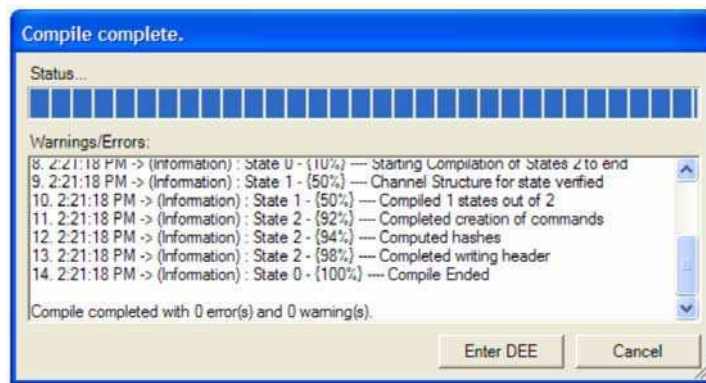 Compile complete.
Status...
Warnings/Errors:
8. 2:21:18 PM -> (Information) : State 0 - {10%} ---- Starting Compilation of States 2 to end
9. 2:21:18 PM -> (Information) : State 1 - {50%} ---- Channel Structure for state verified
10. 2:21:18 PM -> (Information) : State 1 - {50%} ---- Compiled 1 states out of 2
11. 2:21:18 PM -> (Information) : State 2 - {92%} ---- Completed creation of commands
12. 2:21:18 PM -> (Information) : State 2 - {94%} ---- Computed hashes
13. 2:21:18 PM -> (Information) : State 2 - {98%} ---- Completed writing header
14. 2:21:18 PM -> (Information) : State 0 - {100%} ---- Compile Ended
Compile completed with 0 error(s) and 0 warning(s).
Enter DEE Cancel